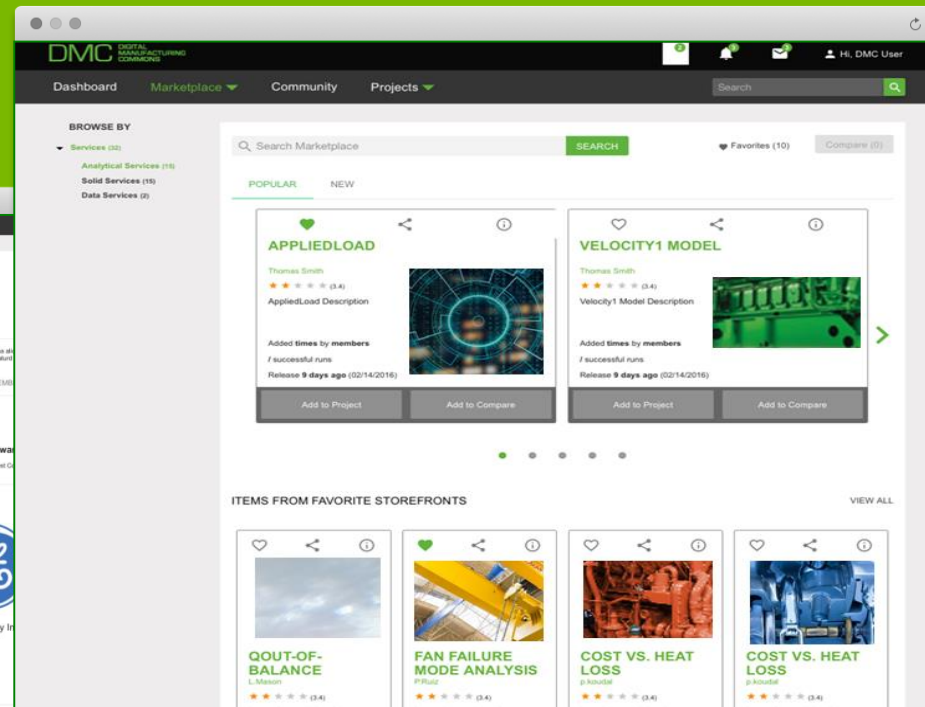 DMC DIGITAL
MANUFACTURING
COMMONS
2
3
3
Hi, DMC User
Dashboard Marketplace Community Projects
Search
BROWSE BY
Services (32)
Analytical Services (15)
Solid Services (15)
Data Services (2)
Search Marketplace
SEARCH
Favorites (10)
Compare (0)
POPULAR NEW
APPLIEDLOAD
Thomas Smith
(3.4)
AppliedLoad Description
Added times by members
/ successful runs
Release 9 days ago (02/14/2016)
Add to Project Add to Compare
VELOCITY1 MODEL
Thomas Smith
(3.4)
Velocity1 Model Description
Added times by members
/ successful runs
Release 9 days ago (02/14/2016)
Add to Project Add to Compare
ITEMS FROM FAVORITE STOREFRONTS VIEW ALL
QOUT-OF-
BALANCE
L.Mason
(3.4)
FAN FAILURE
MODE ANALYSIS
P.Ruiz
(3.4)
COST VS. HEAT
LOSS
p.koudal
(3.4)
COST VS. HEAT
LOSS
p.koudal
(3.4)